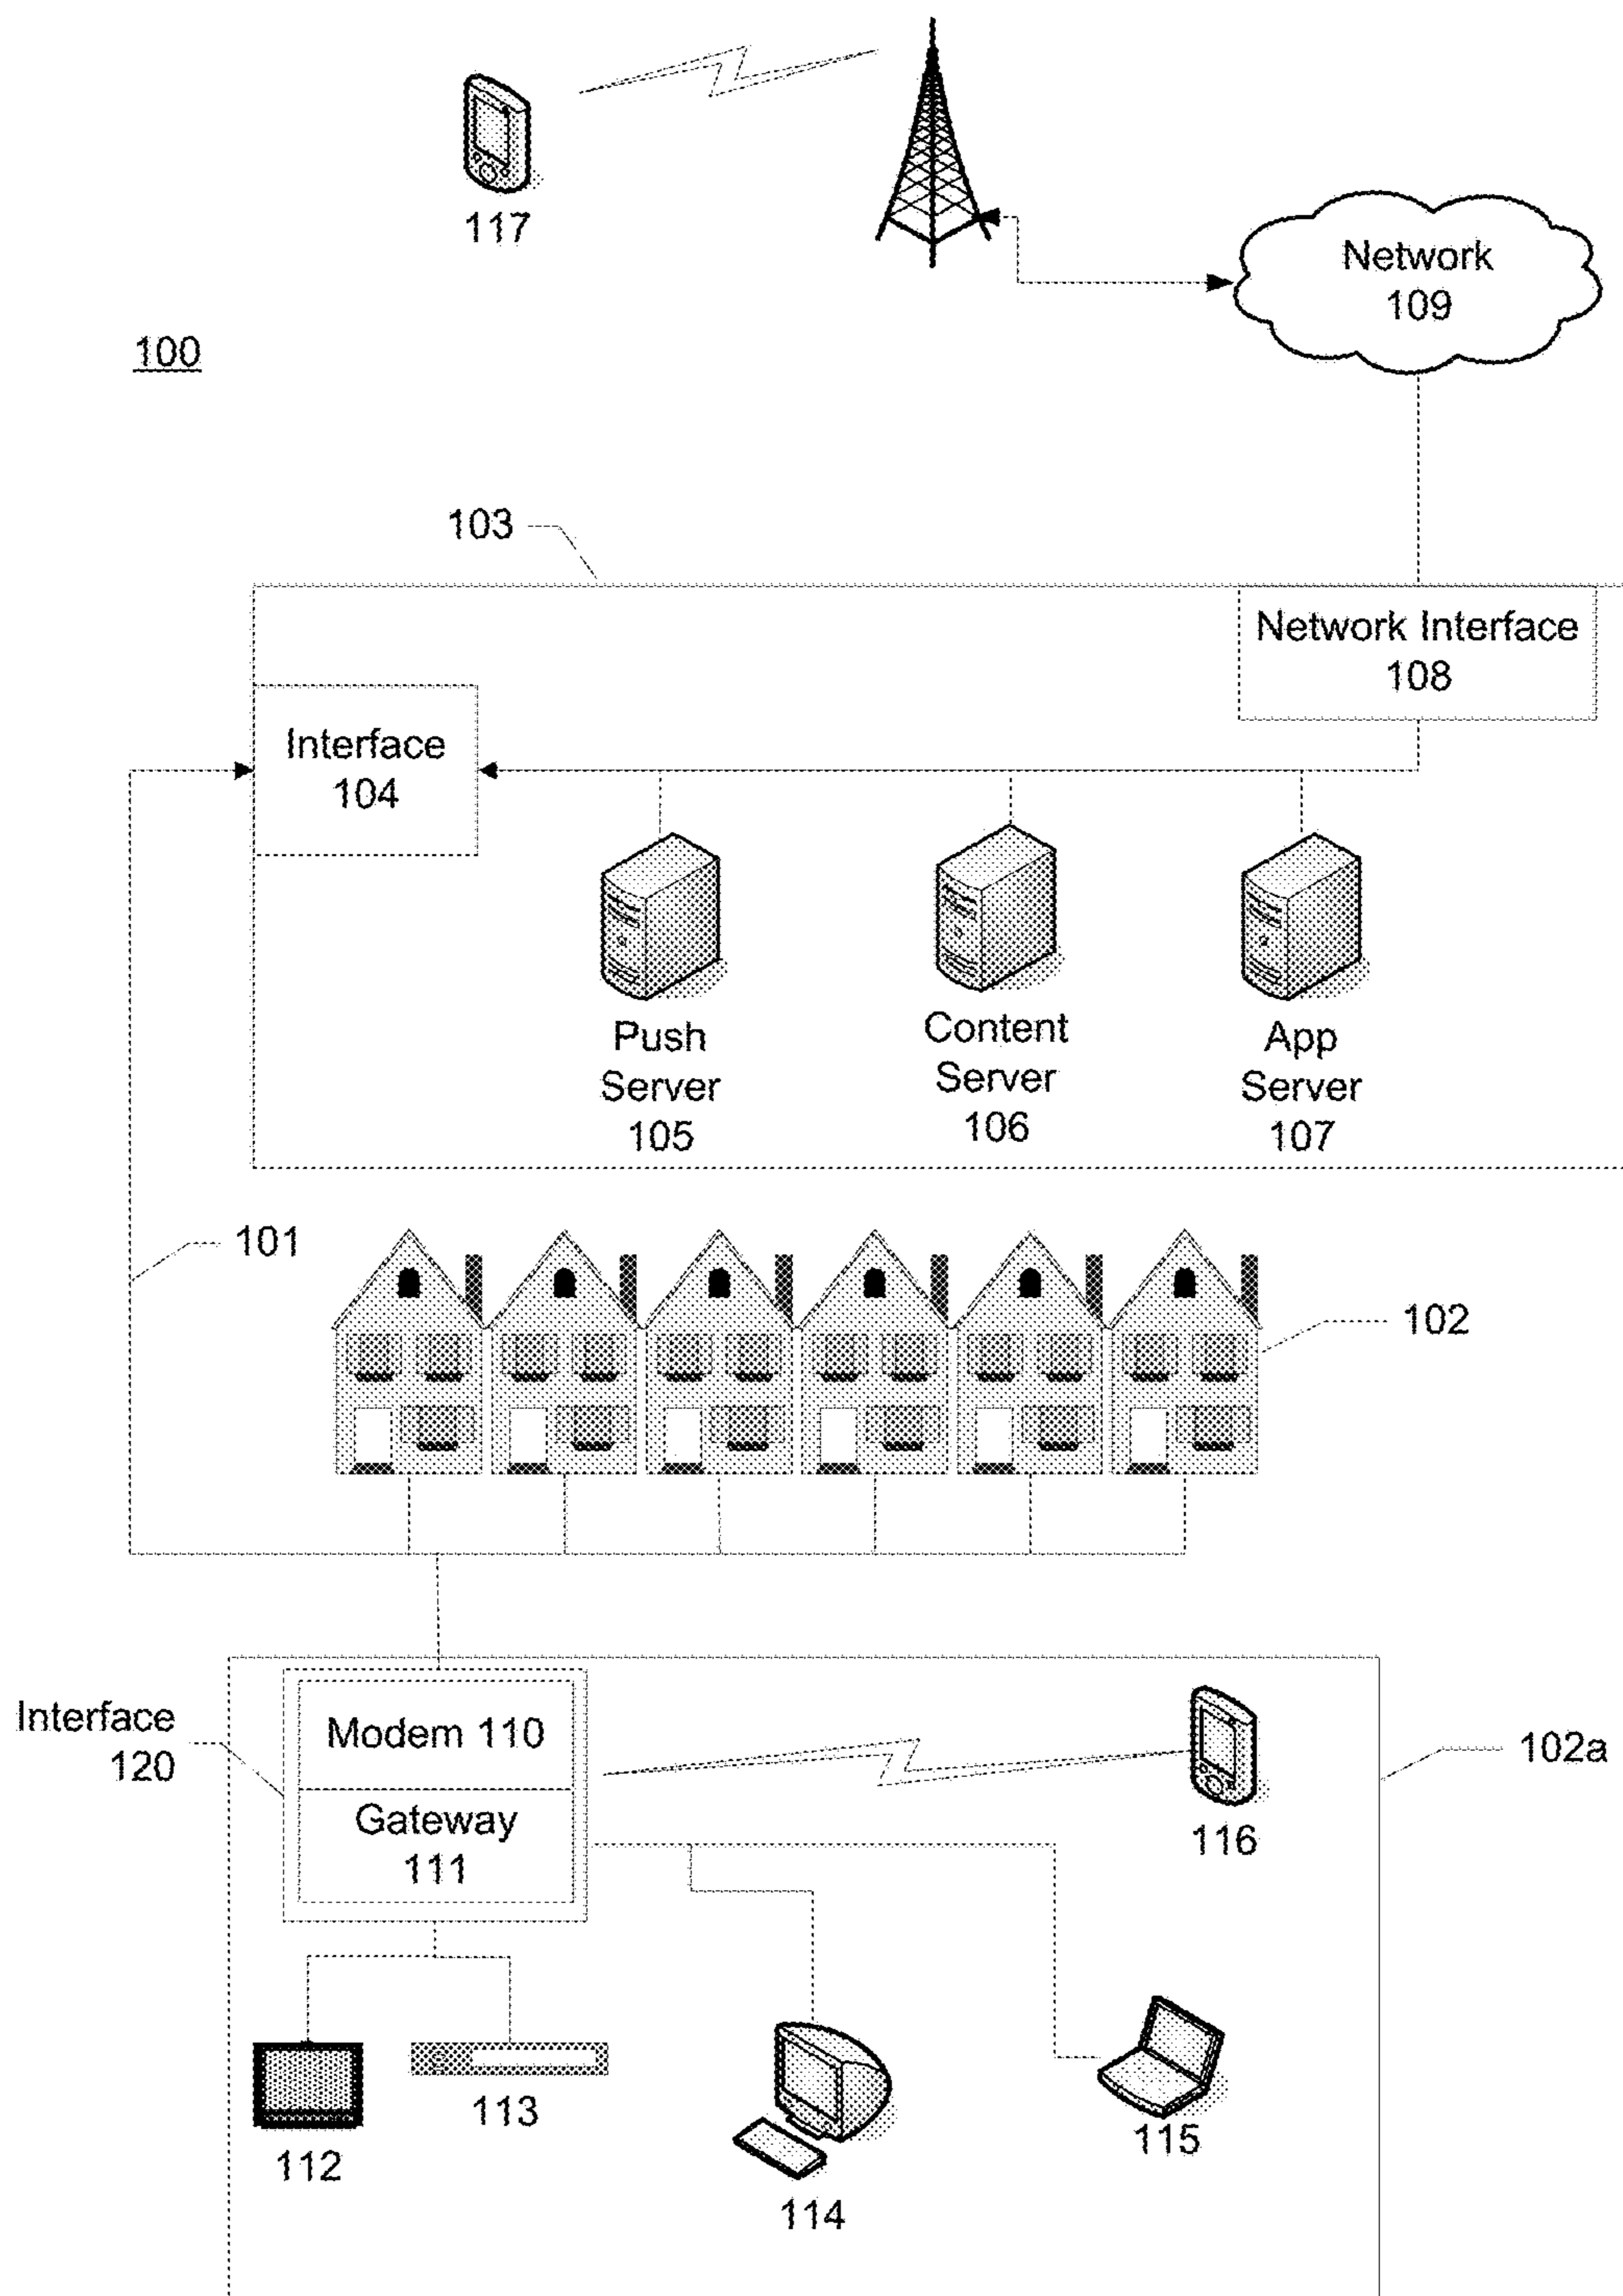 117
Network
109
100
103
Network Interface
108
Interface
104
Push
Server
105
Content
Server
106
App
Server
107
101
102
Interface
120
Modem 110
Gateway
111
102a
116
112
113
114
115